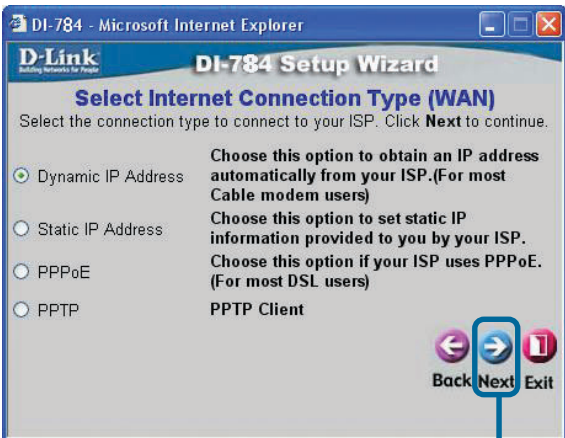 DI-784 - Microsoft Internet Explorer
D-Link
Building Networks for People
DI-784 Setup Wizard
Select Internet Connection Type (WAN)
Select the connection type to connect to your ISP. Click Next to continue.
Dynamic IP Address
Choose this option to obtain an IP address
automatically from your ISP.(For most
Cable modem users)
Static IP Address
Choose this option to set static IP
information provided to you by your ISP.
PPPoE
Choose this option if your ISP uses PPPoE.
(For most DSL users)
PPTP
PPTP Client
Back Next Exit